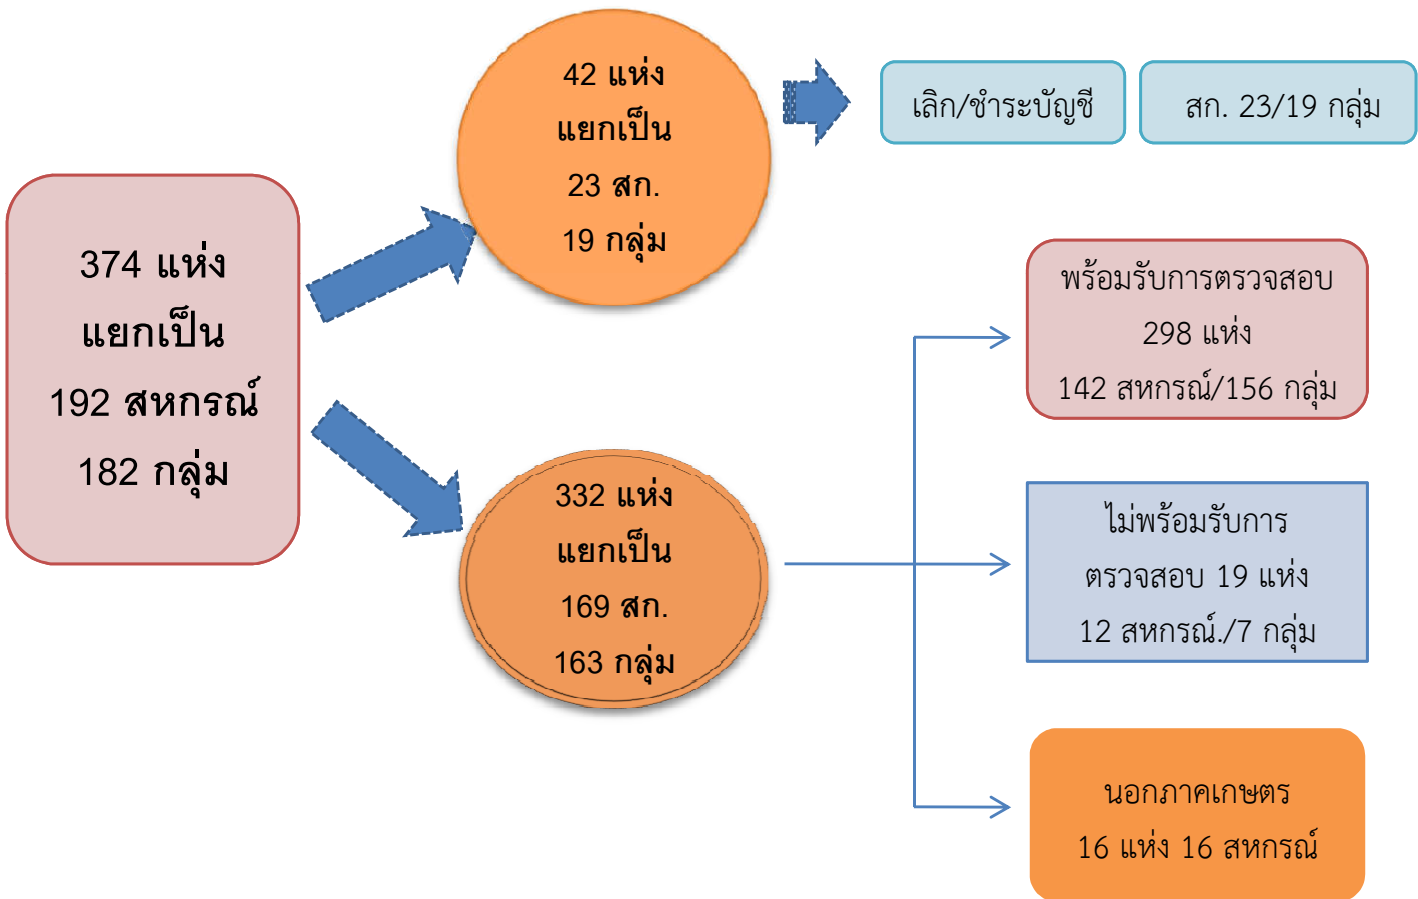 374 แห่ง
แยกเป็น
192 สหกรณ์
182 กลุ่ม
42 แห่ง
แยกเป็น
23 สก.
19 กลุ่ม
เลิก/ชำระบัญชี
สก. 23/19 กลุ่ม
332 แห่ง
แยกเป็น
169 สก.
163 กลุ่ม
พร้อมรับการตรวจสอบ
298 แห่ง
142 สหกรณ์/156 กลุ่ม
ไม่พร้อมรับการ
ตรวจสอบ 19 แห่ง
12 สหกรณ์./7 กลุ่ม
นอกภาคเกษตร
16 แห่ง 16 สหกรณ์